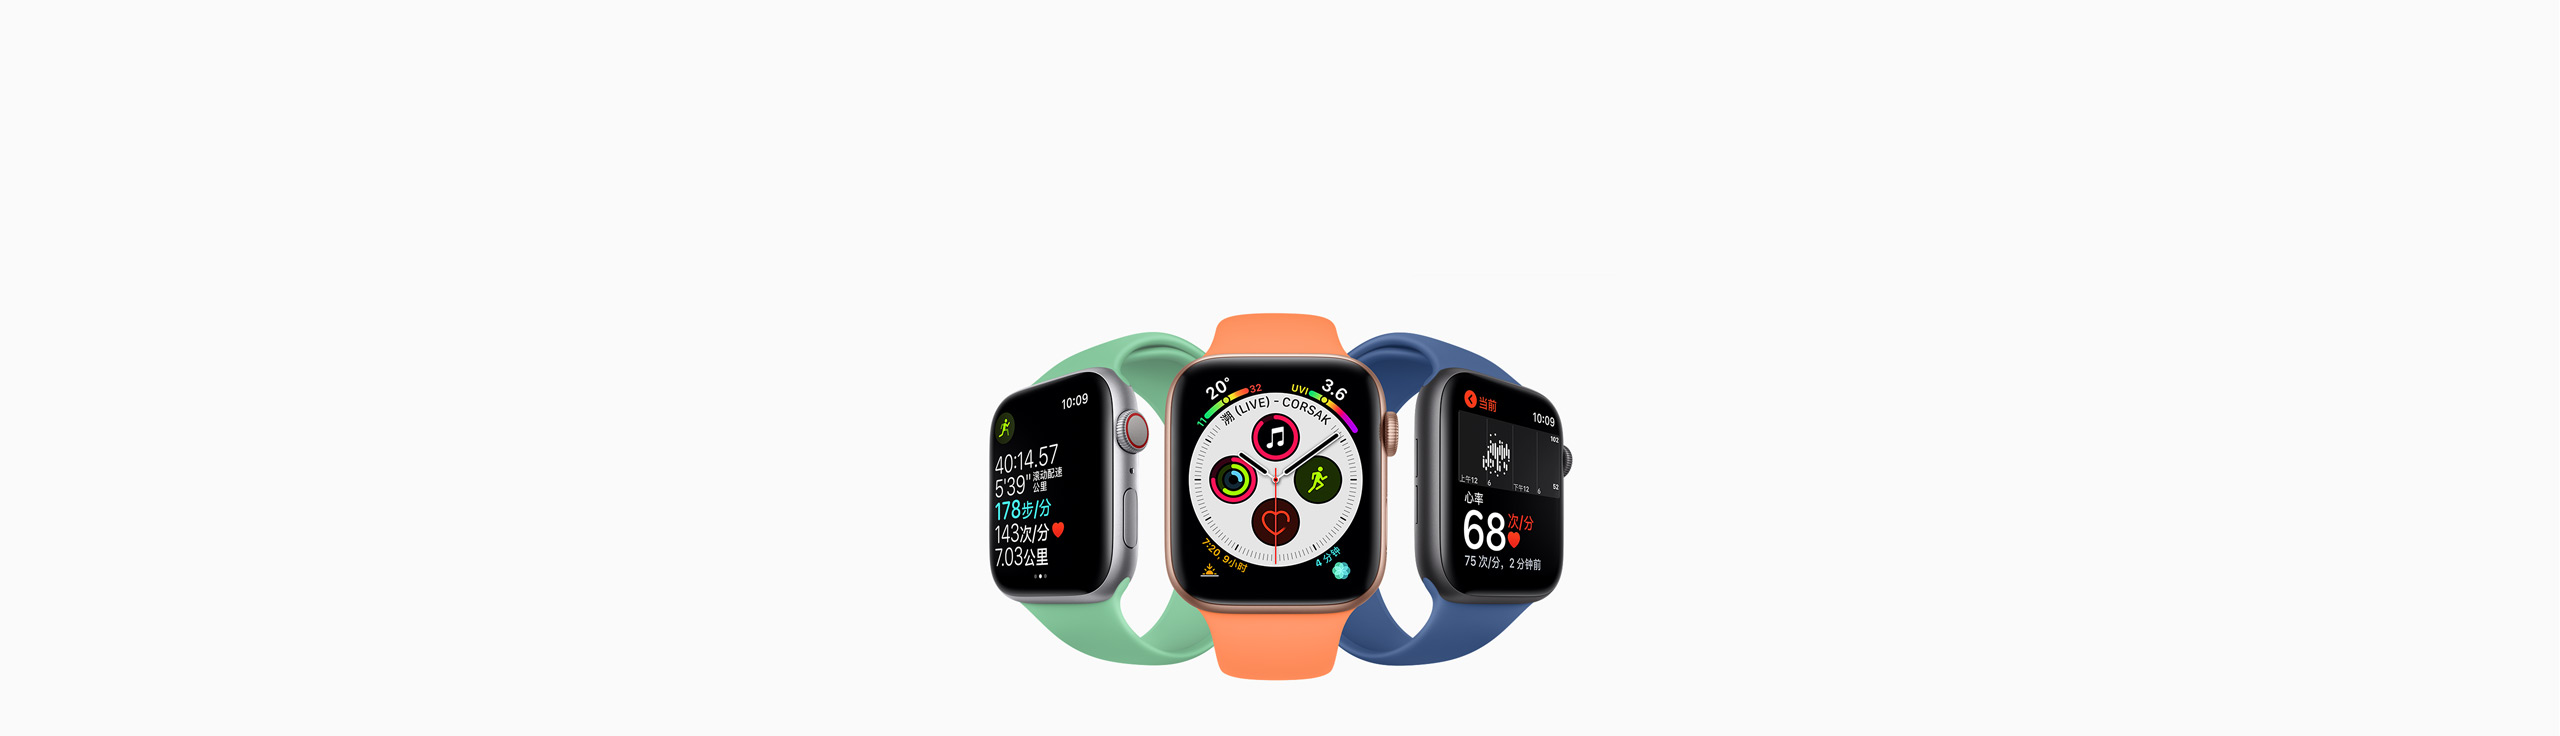 10:09
40:14.57
5'39" 滚动配速
公里
178步/分
143次/分
7.03公里
20°
11
32
UVI
3.6
溯 (LIVE) - CORSAK
7:20, 9小时
4 分钟
当前
10:09
102
52
上午12 6 下午12 6
心率
68 次/分
75 次/分，2 分钟前